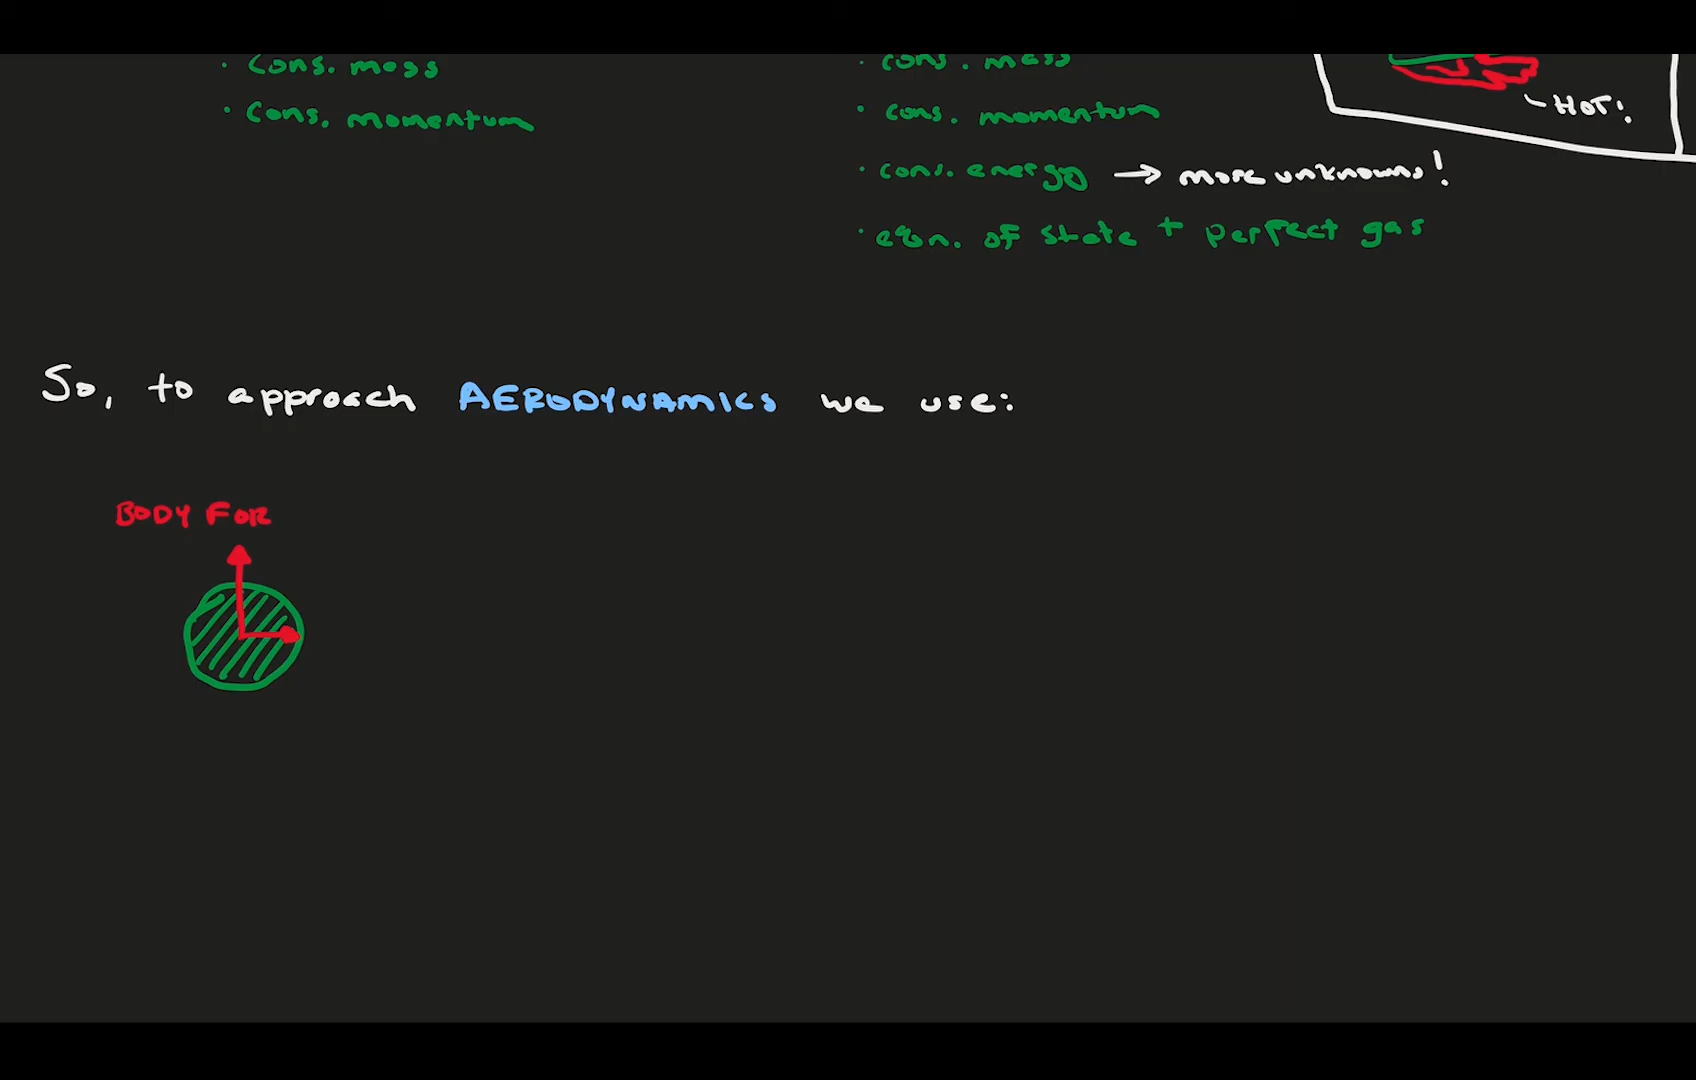 · Cons. mass
· Cons. momentum
· cons. mass
· cons. momentum
· cons. energy → more unknowns!
· eqn. of state + perfect gas
HOT!
So, to approach AERODYNAMICS we use:
BODY FOR